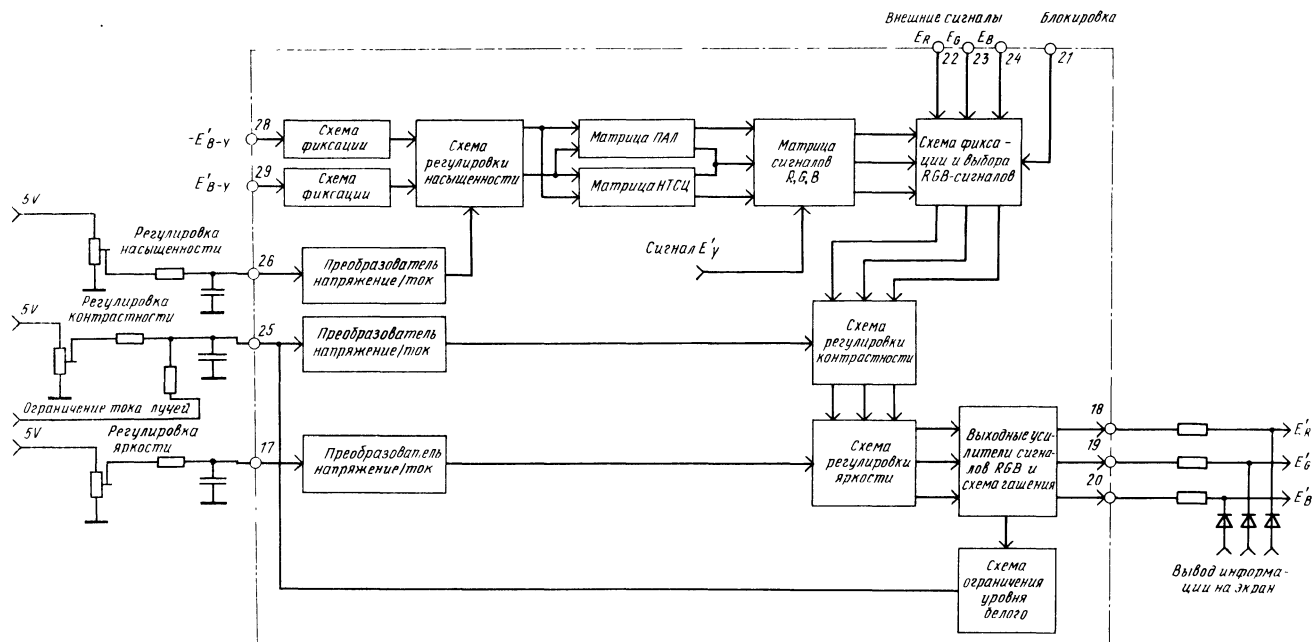 Внешние сигналы
Блокировка
E_R F_G E_B
22 23 24 21
28
-E'_B-Y
Схема
фиксации
29
E'_B-Y
Схема
фиксации
Схема
регулировки
насыщенности
Матрица ПАЛ
Матрица НТСЦ
Матрица
сигналов
R,G,B
Схема фикса-
ции и выбора
RGB-сигналов
5V
Регулировка
насыщенности
26
Преобразователь
напряжение/ток
Сигнал E'_Y
5V
Регулировка
контрастности
25
Преобразователь
напряжение/ток
Схема
регулировки
контрастности
Ограничение тока лучей
5V
Регулировка
яркости
17
Преобразователь
напряжение/ток
Схема
регулировки
яркости
Выходные уси-
лители сигна-
лов RGB и
схема гашения
18
E'_R
19
E'_G
20
E'_B
Схема
ограничения
уровня
белого
Вывод информа-
ции на экран